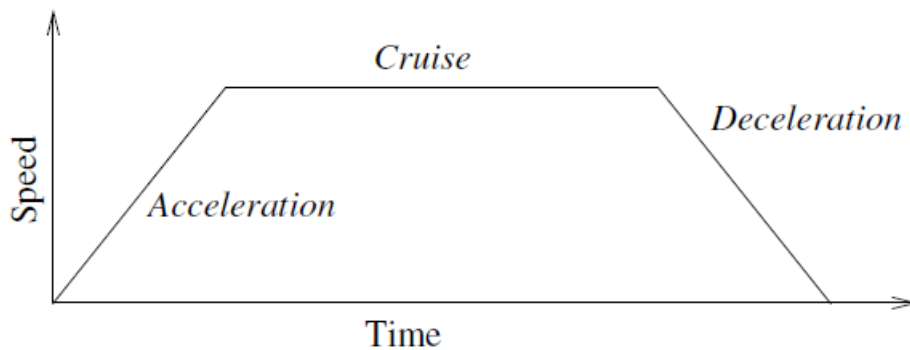 Cruise
Deceleration
Speed
Acceleration
Time